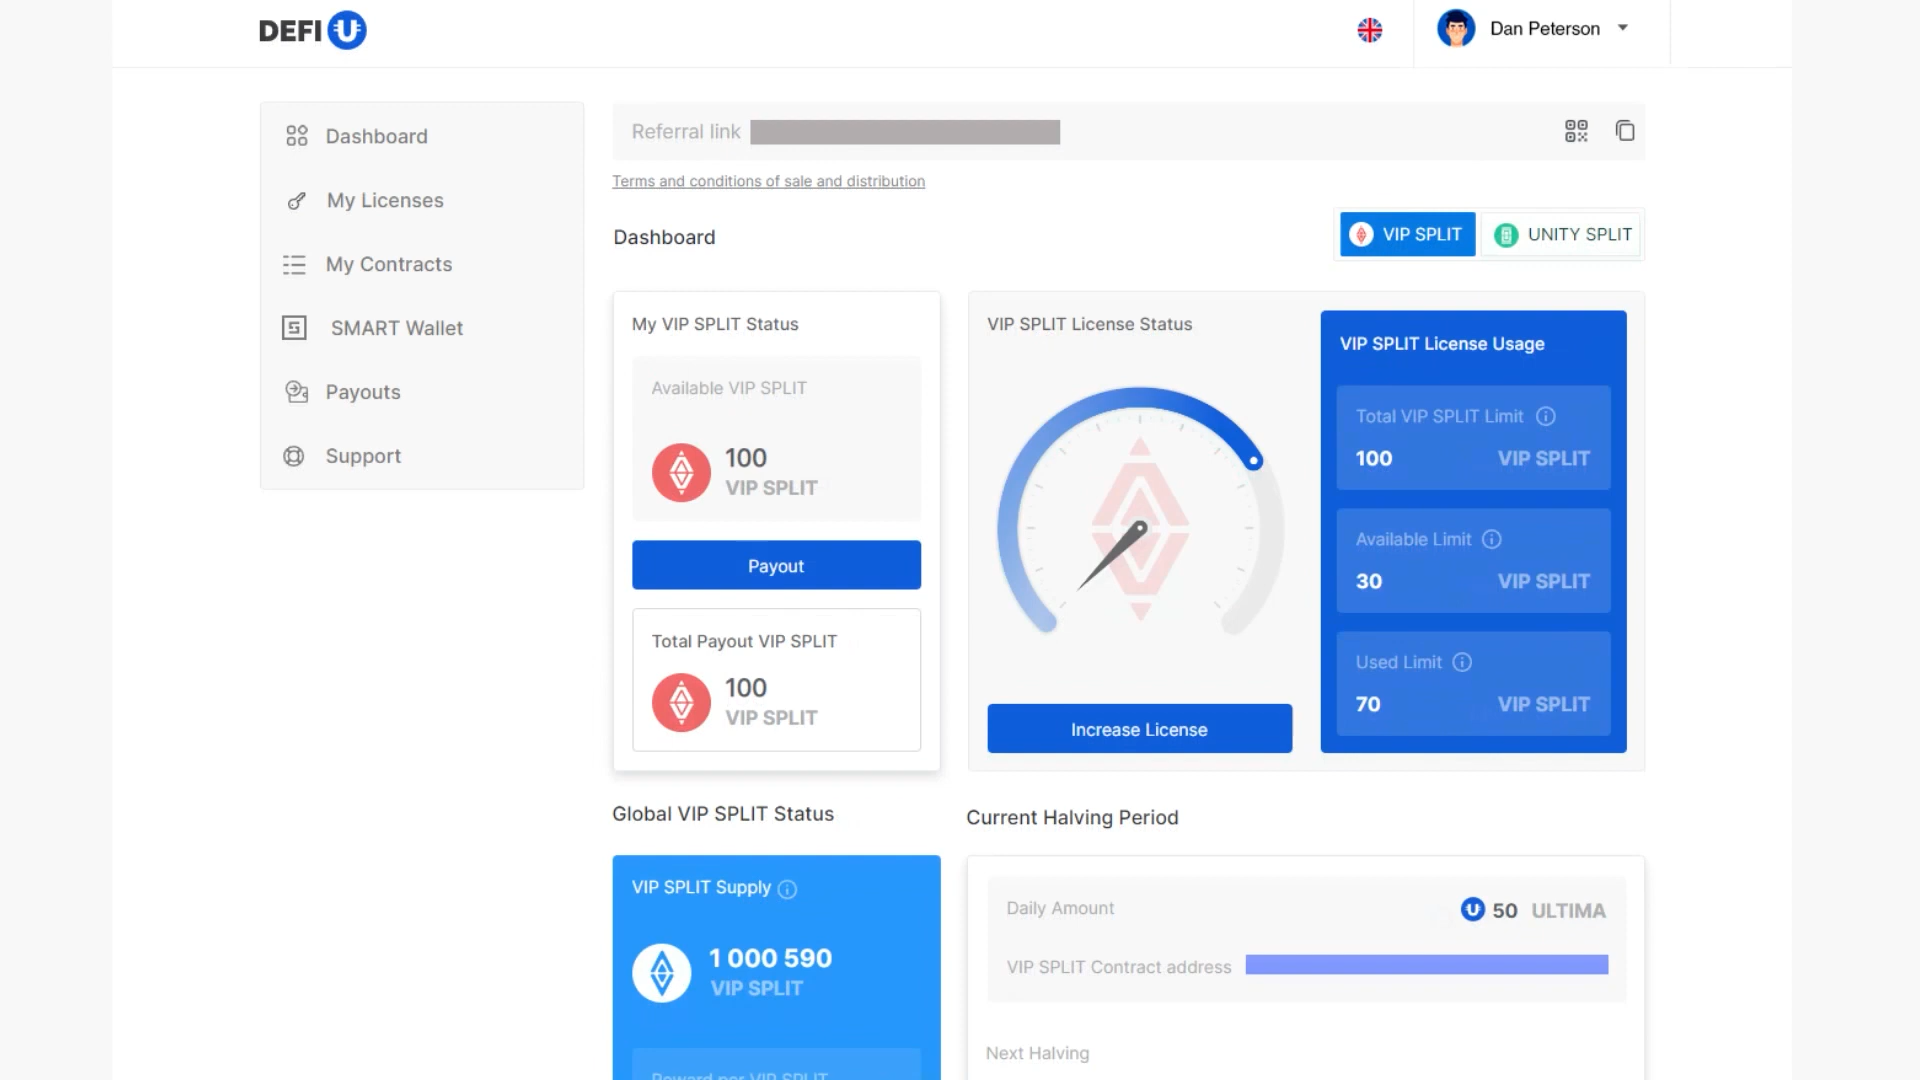 DEFI U
Dan Peterson
Dashboard
My Licenses
My Contracts
SMART Wallet
Payouts
Support
Referral link
Terms and conditions of sale and distribution
Dashboard
VIP SPLIT
UNITY SPLIT
My VIP SPLIT Status
Available VIP SPLIT
100
VIP SPLIT
Payout
Total Payout VIP SPLIT
100
VIP SPLIT
VIP SPLIT License Status
Increase License
VIP SPLIT License Usage
Total VIP SPLIT Limit
100 VIP SPLIT
Available Limit
30 VIP SPLIT
Used Limit
70 VIP SPLIT
Global VIP SPLIT Status
VIP SPLIT Supply
1 000 590
VIP SPLIT
Reward per VIP SPLIT
Current Halving Period
Daily Amount
50 ULTIMA
VIP SPLIT Contract address
Next Halving